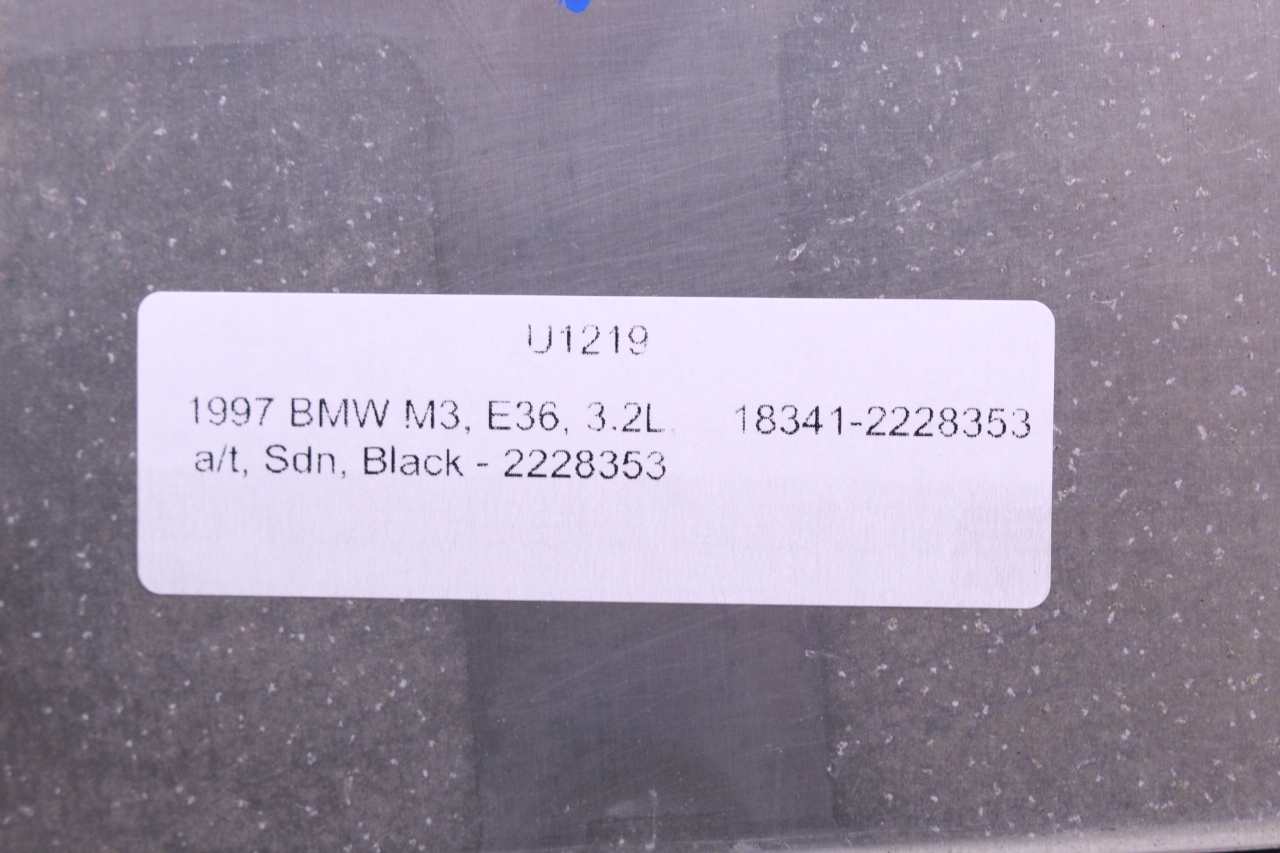 U1219
1997 BMW M3, E36, 3.2L, 18341-2228353
a/t, Sdn, Black - 2228353